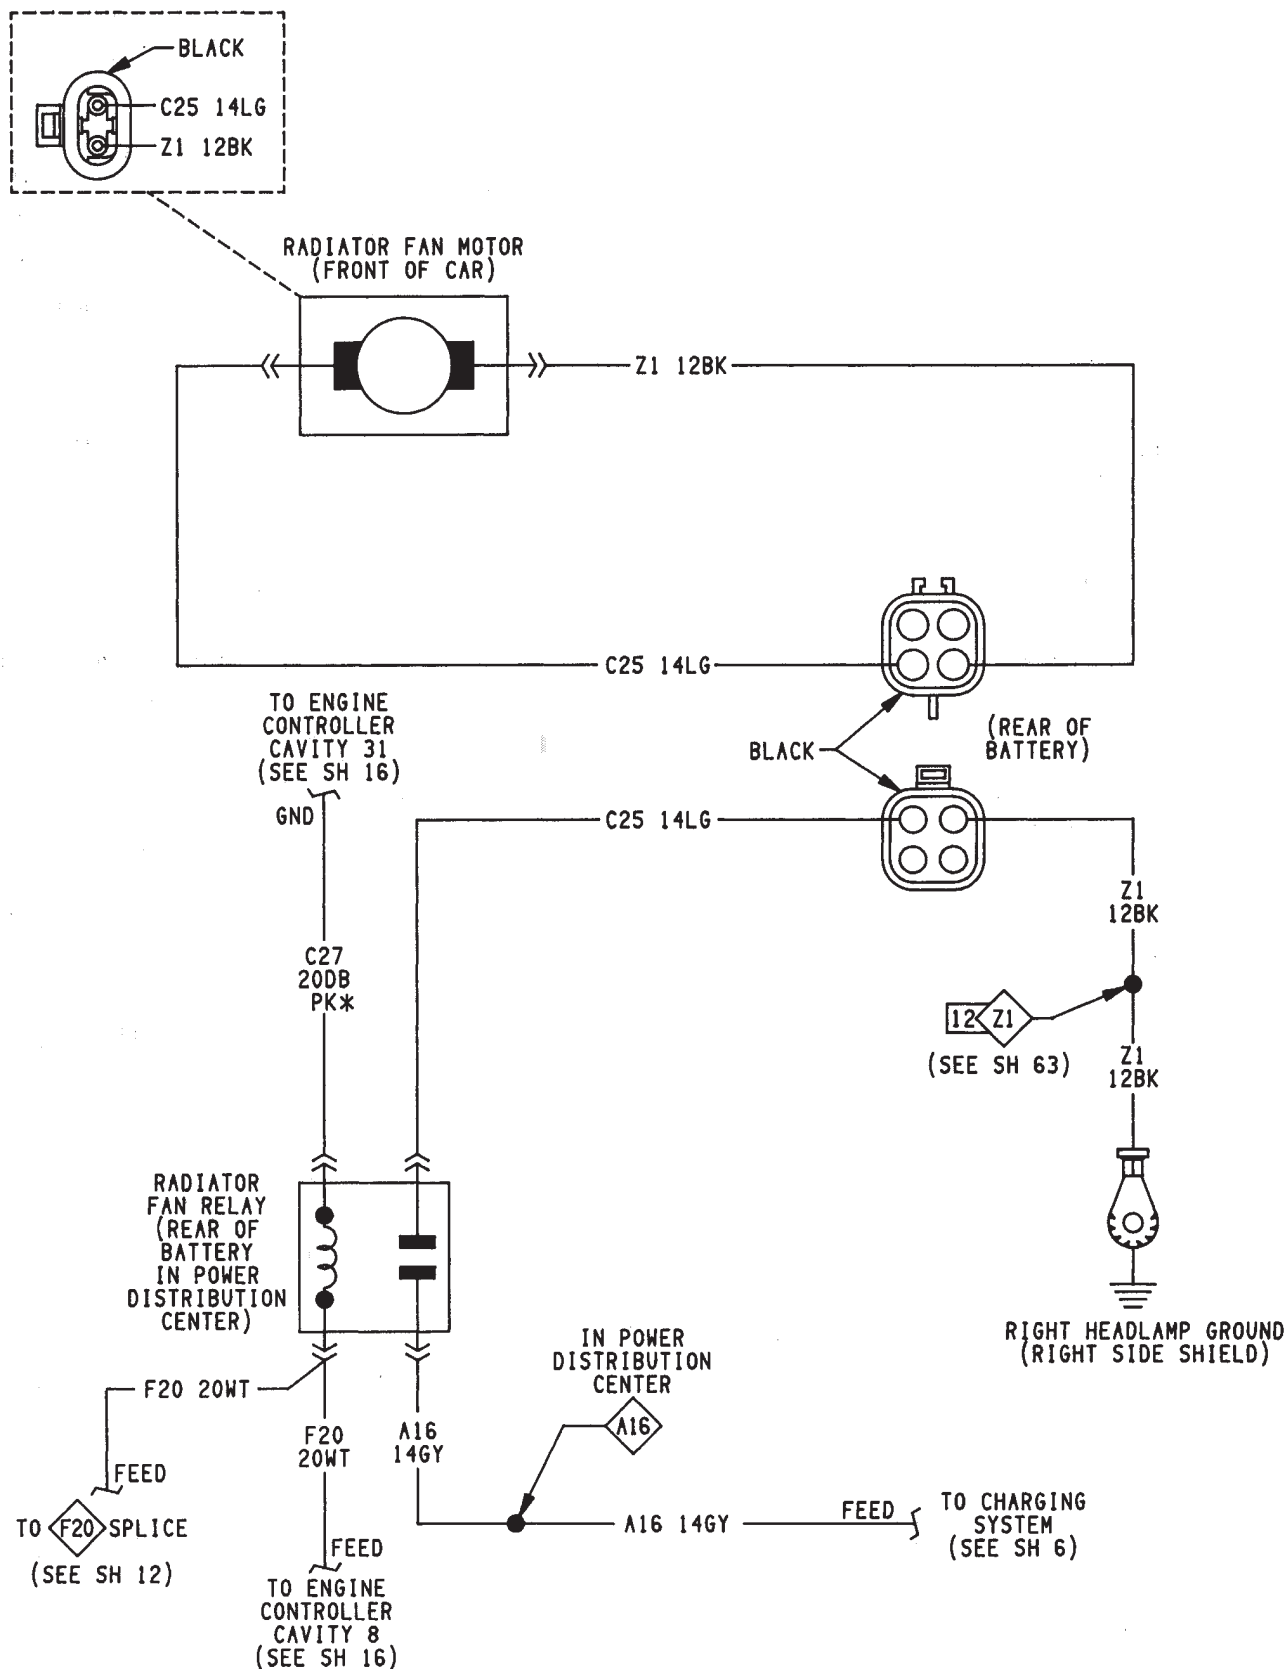 BLACK
C25 14LG
Z1 12BK
RADIATOR FAN MOTOR
(FRONT OF CAR)
Z1 12BK
C25 14LG
TO ENGINE
CONTROLLER
CAVITY 31
(SEE SH 16)
GND
(REAR OF
BATTERY)
BLACK
C25 14LG
Z1
12BK
C27
20DB
PK*
12 Z1
(SEE SH 63)
Z1
12BK
RADIATOR
FAN RELAY
(REAR OF
BATTERY
IN POWER
DISTRIBUTION
CENTER)
RIGHT HEADLAMP GROUND
(RIGHT SIDE SHIELD)
IN POWER
DISTRIBUTION
CENTER
A16
F20 20WT
F20
20WT
A16
14GY
FEED
TO F20 SPLICE
(SEE SH 12)
A16 14GY
FEED
TO CHARGING
SYSTEM
(SEE SH 6)
FEED
TO ENGINE
CONTROLLER
CAVITY 8
(SEE SH 16)